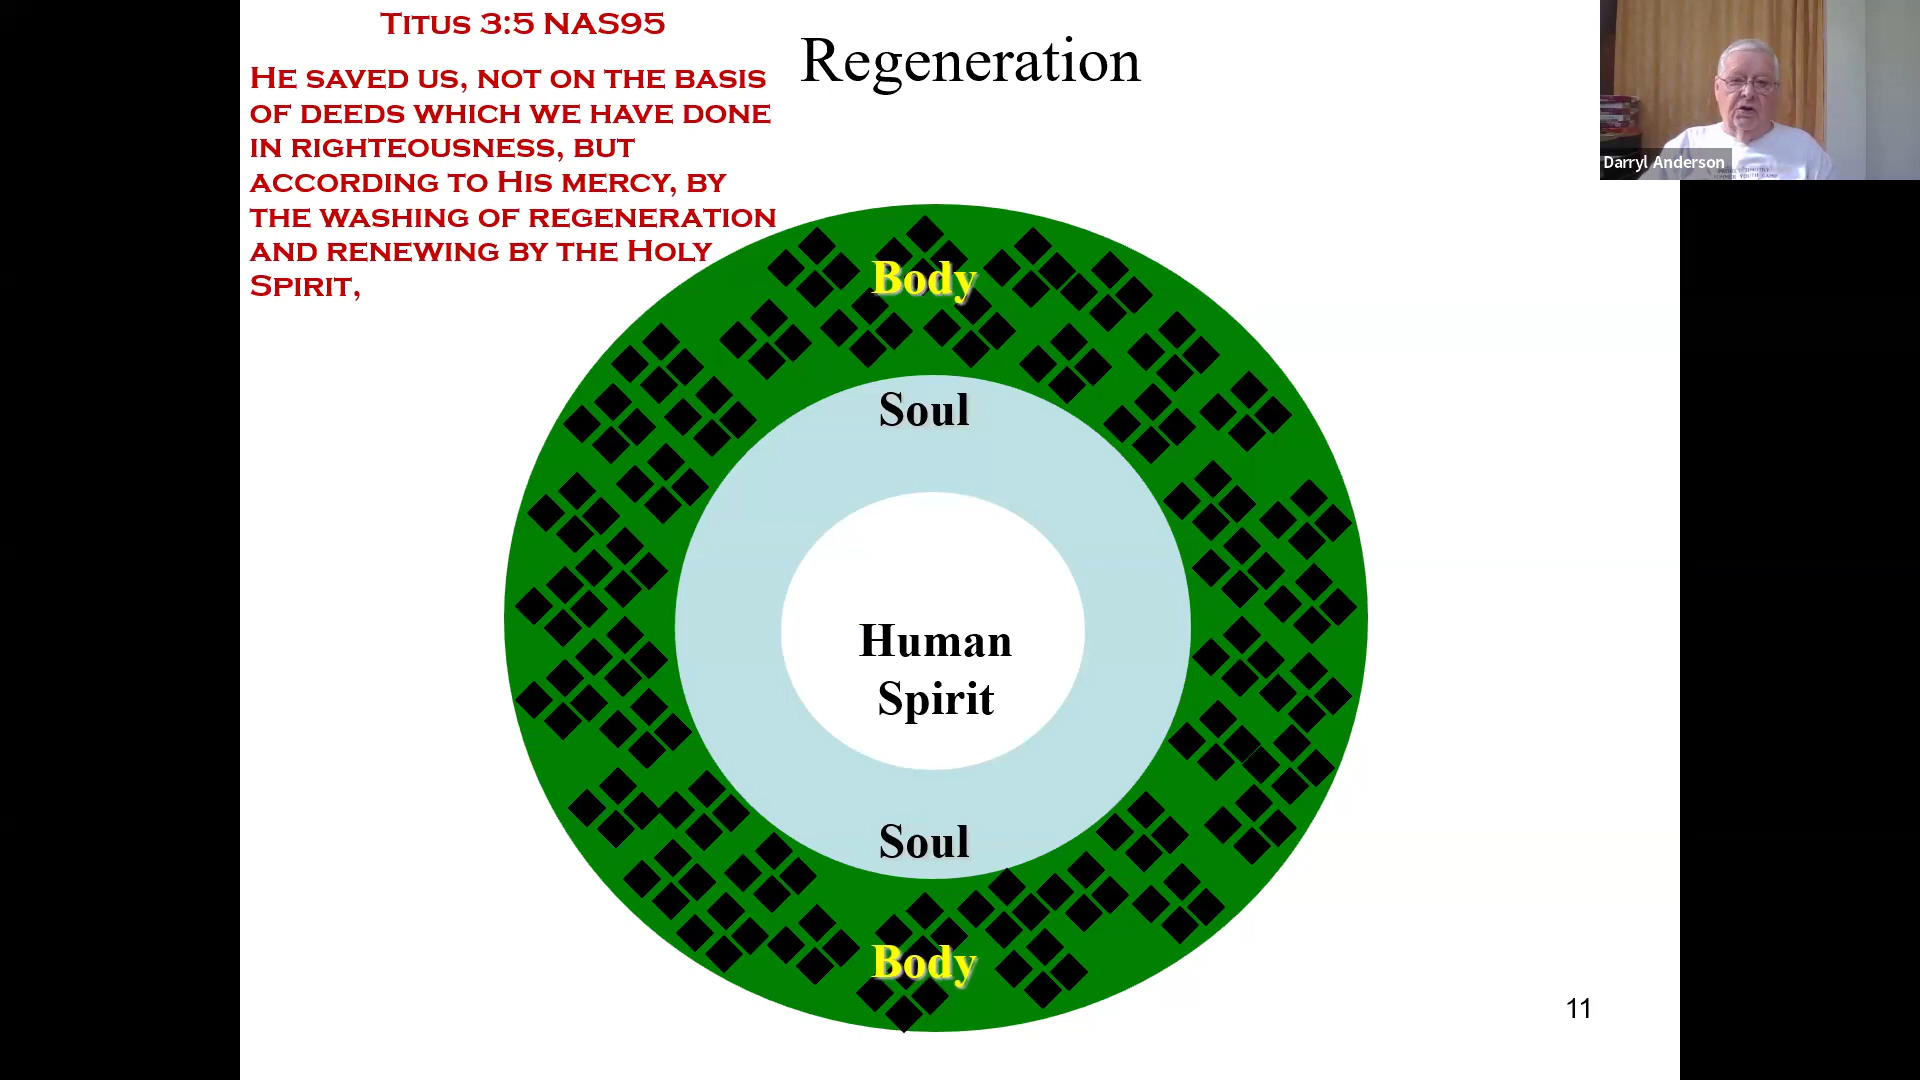 Titus 3:5 NAS95
He saved us, not on the basis
of deeds which we have done
in righteousness, but
according to His mercy, by
the washing of regeneration
and renewing by the Holy
Spirit,
Regeneration
Darryl Anderson
Body
Soul
Human
Spirit
Soul
Body
11